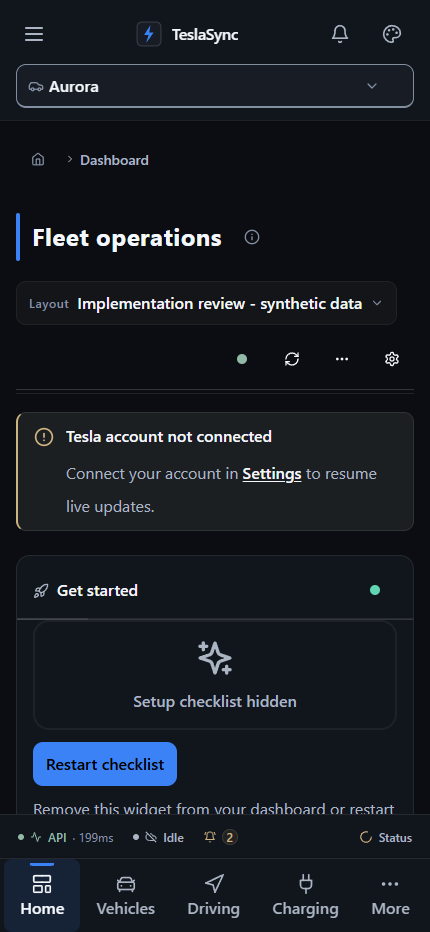 TeslaSync
Aurora
Dashboard
Fleet operations
Layout Implementation review - synthetic data
Tesla account not connected
Connect your account in Settings to resume
live updates.
Get started
Setup checklist hidden
Restart checklist
Remove this widget from your dashboard or restart
API · 199ms Idle 2 Status
Home Vehicles Driving Charging More